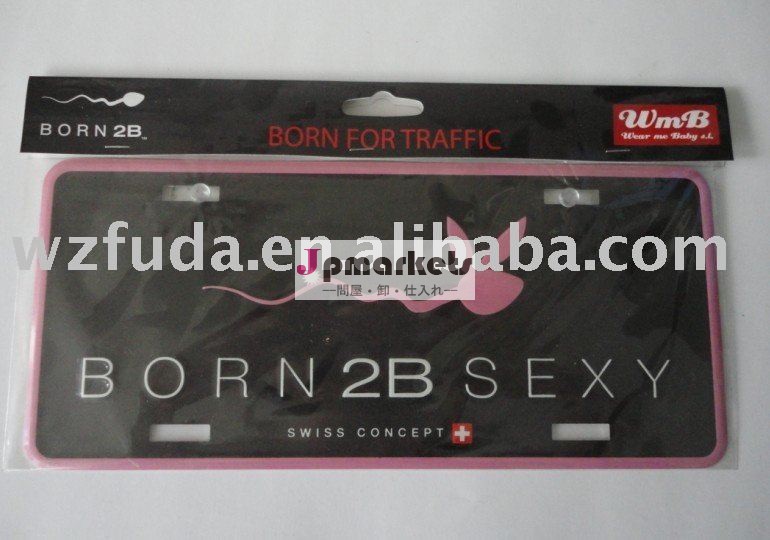 BORN 2B™
BORN FOR TRAFFIC
WmB
Wear me Baby s.l.
wzfuda.en.alibaba.com
Jpmarkets
—問屋・卸・仕入れ—
BORN 2B SEXY
SWISS CONCEPT